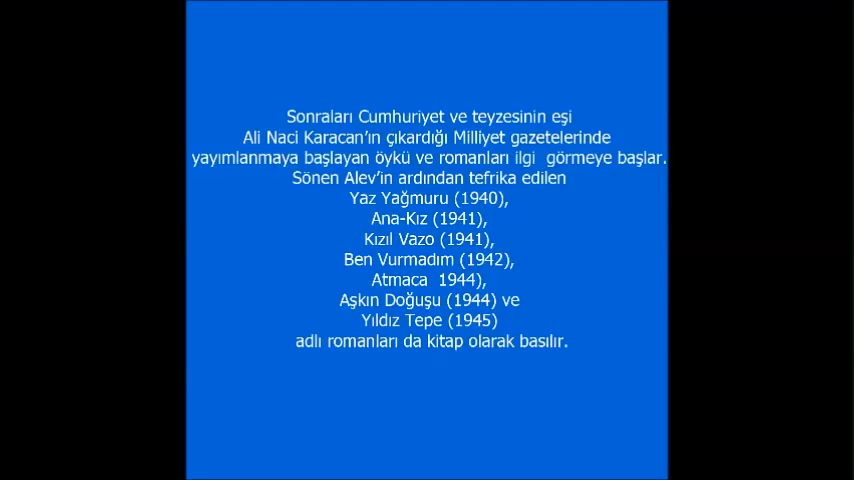 Sonraları Cumhuriyet ve teyzesinin eşi
Ali Naci Karacan’ın çıkardığı Milliyet gazetelerinde
yayımlanmaya başlayan öykü ve romanları ilgi  görmeye başlar.
Sönen Alev’in ardından tefrika edilen
Yaz Yağmuru (1940),
Ana-Kız (1941),
Kızıl Vazo (1941),
Ben Vurmadım (1942),
Atmaca  1944),
Aşkın Doğuşu (1944) ve
Yıldız Tepe (1945)
adlı romanları da kitap olarak basılır.